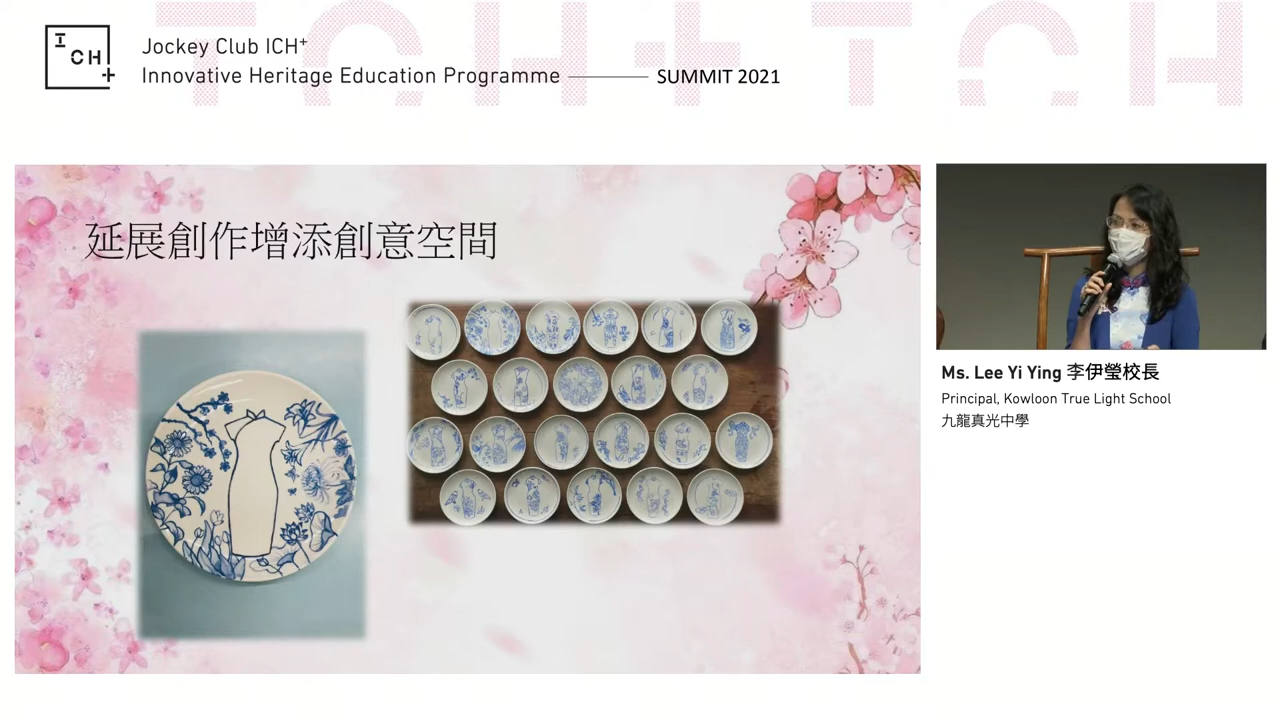 I
CH
+
Jockey Club ICH+
Innovative Heritage Education Programme
SUMMIT 2021
ICH+ ICH
延展創作增添創意空間
Ms. Lee Yi Ying 李伊瑩校長
Principal, Kowloon True Light School
九龍真光中學